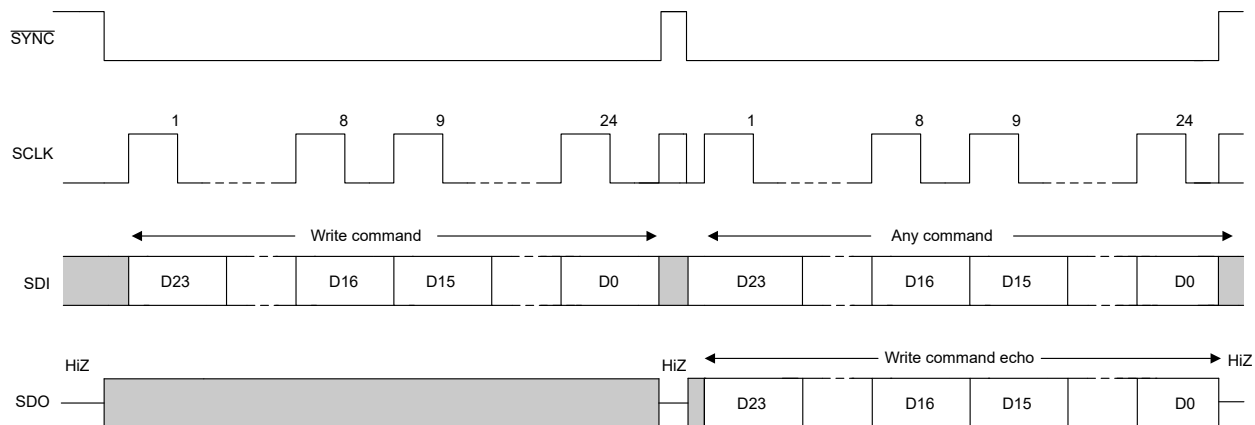 SYNC
1 8 9 24 1 8 9 24
SCLK
Write command Any command
SDI D23 D16 D15 D0 D23 D16 D15 D0
HiZ HiZ Write command echo HiZ
SDO D23 D16 D15 D0